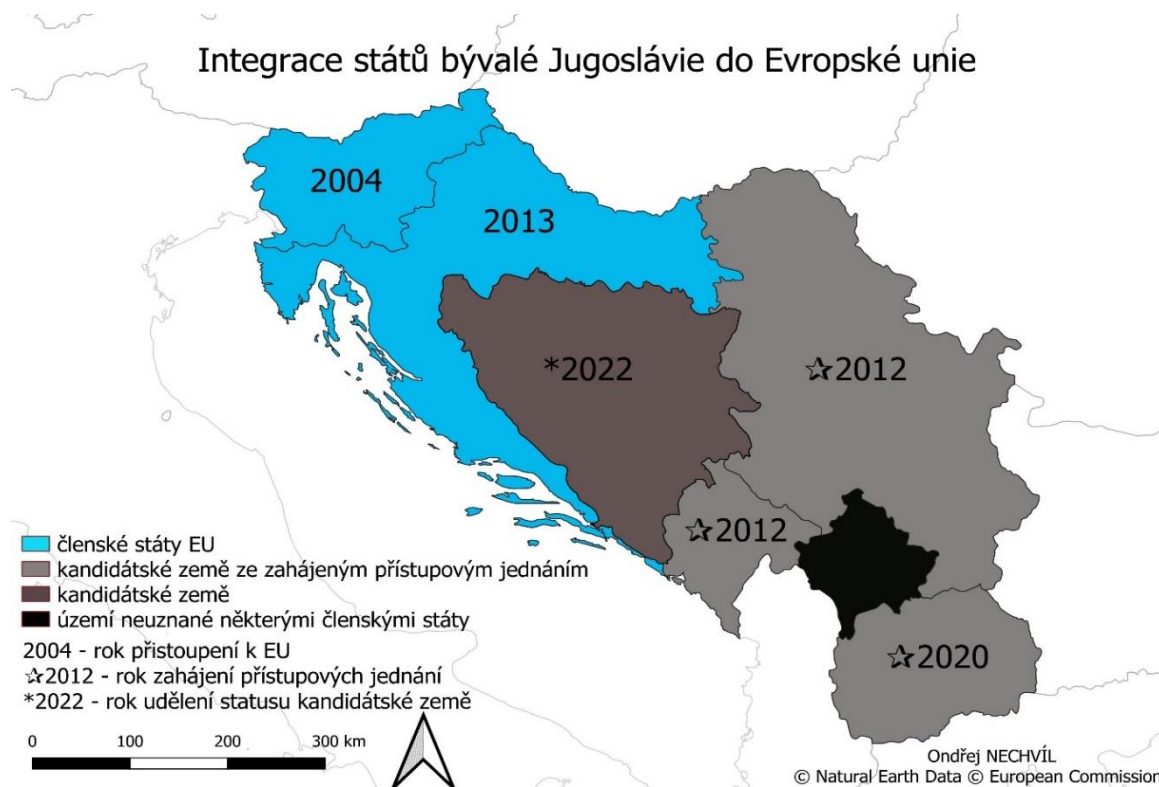 Integrace států bývalé Jugoslávie do Evropské unie
2004
2013
*2022
☆2012
☆2012
☆2020
členské státy EU
kandidátské země ze zahájeným přístupovým jednáním
kandidátské země
území neuznané některými členskými státy
2004 - rok přistoupení k EU
☆2012 - rok zahájení přístupových jednání
*2022 - rok udělení statusu kandidátské země
0 100 200 300 km
Ondřej NECHVÍL
© Natural Earth Data © European Commission